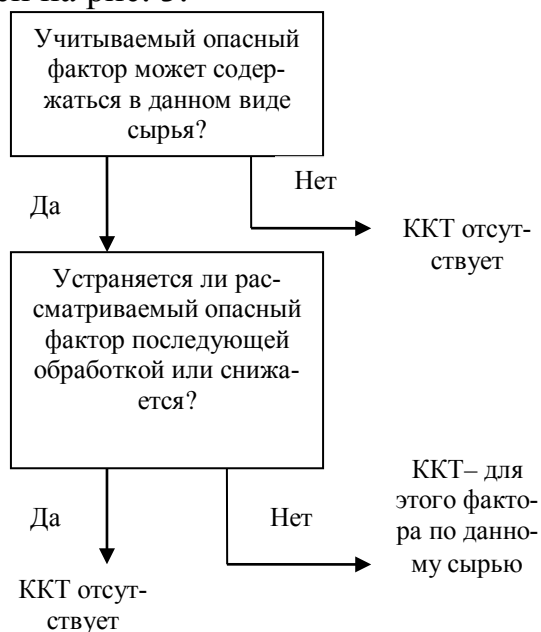 Учитываемый опасный
фактор может содер-
жаться в данном виде
сырья?
Нет
Да
ККТ отсут-
ствует
Устраняется ли рас-
сматриваемый опасный
фактор последующей
обработкой или снижа-
ется?
ККТ– для
этого факто-
ра по данно-
му сырью
Да
Нет
ККТ отсут-
ствует